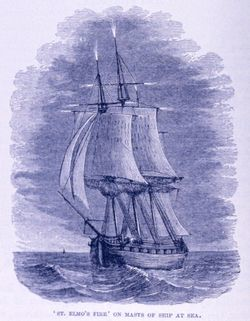 'ST. ELMO'S FIRE' ON MASTS OF SHIP AT SEA.